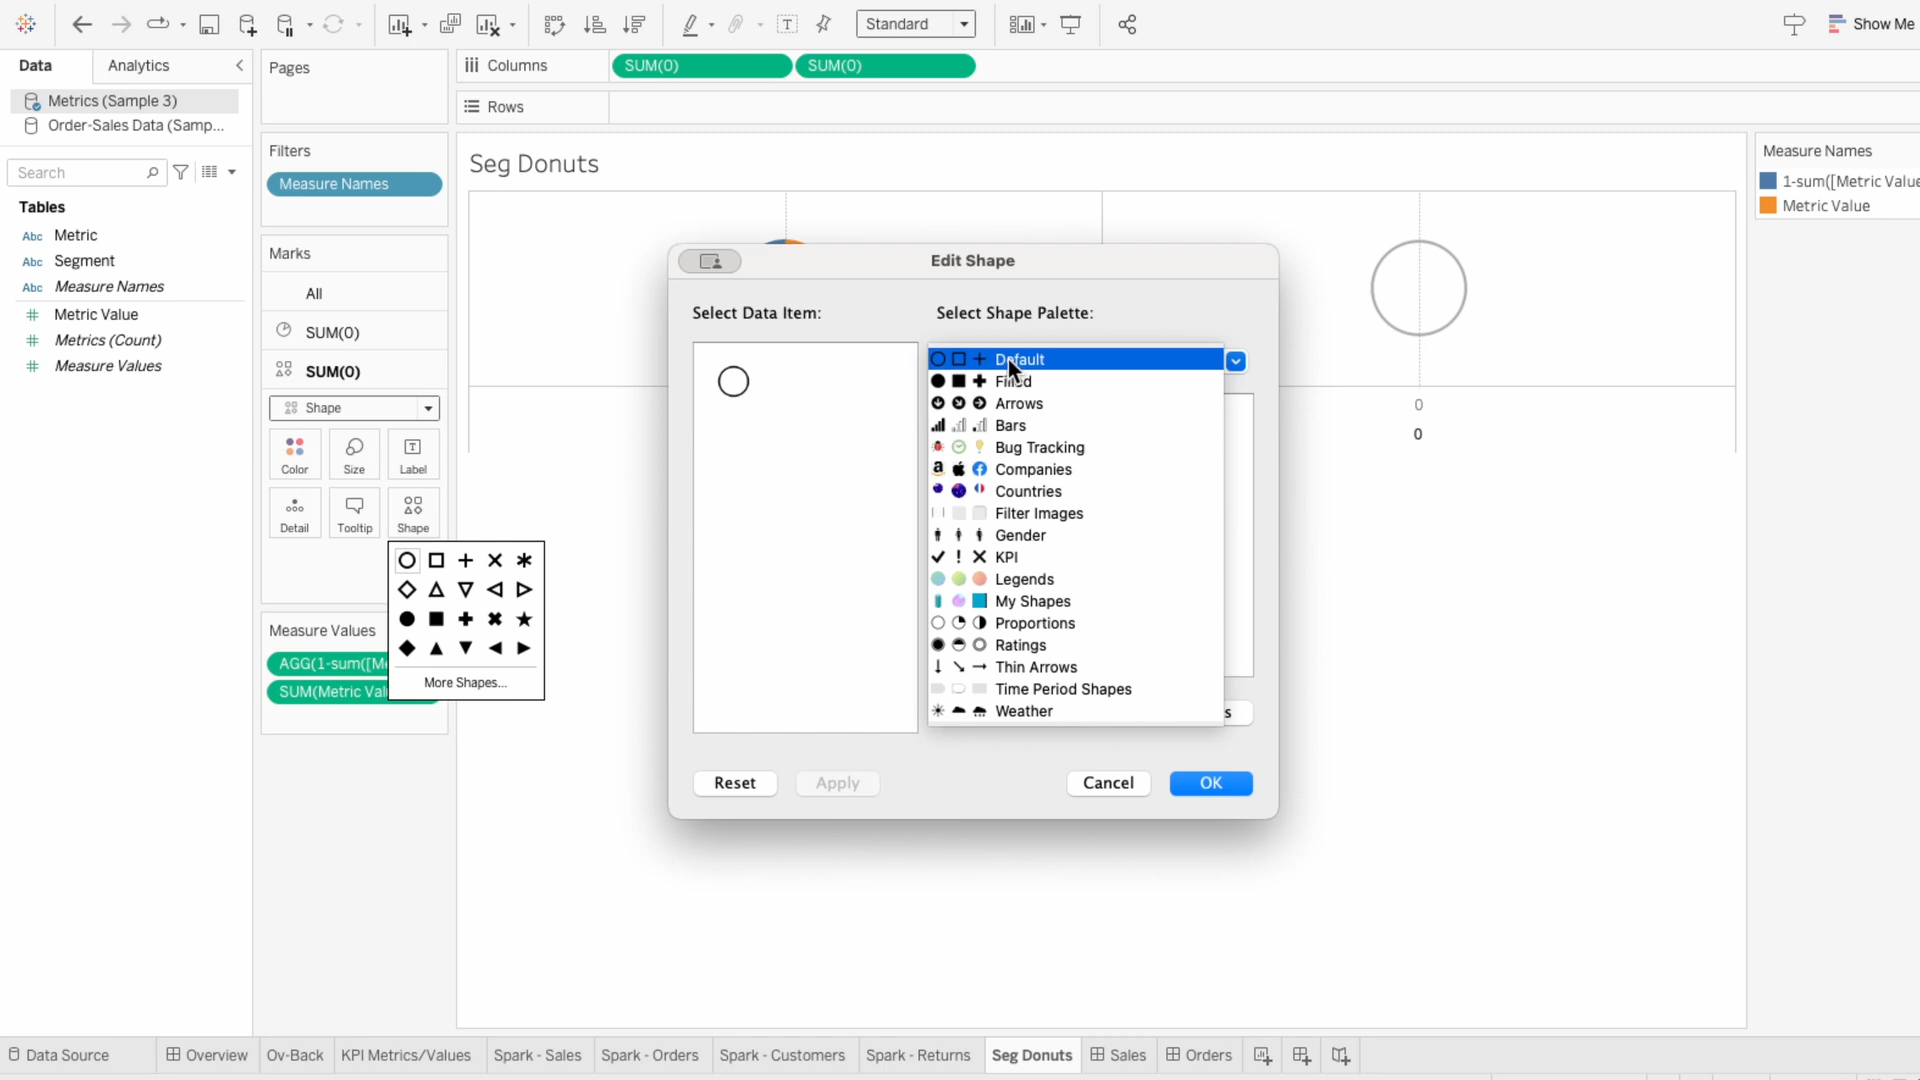 Standard
Show Me
Data
Analytics
Pages
Columns
SUM(0)
SUM(0)
Metrics (Sample 3)
Order-Sales Data (Samp...
Rows
Search
Filters
Measure Names
Seg Donuts
Measure Names
1-sum([Metric Value
Metric Value
Tables
Abc Metric
Abc Segment
Abc Measure Names
Metric Value
Metrics (Count)
Measure Values
Marks
All
SUM(0)
SUM(0)
Shape
Color
Size
Label
Detail
Tooltip
Shape
More Shapes...
Measure Values
AGG(1-sum([Me
SUM(Metric Val
Edit Shape
Select Data Item:
Select Shape Palette:
Default
Filled
Arrows
Bars
Bug Tracking
Companies
Countries
Filter Images
Gender
KPI
Legends
My Shapes
Proportions
Ratings
Thin Arrows
Time Period Shapes
Weather
s
Reset
Apply
Cancel
OK
0
0
Data Source
Overview
Ov-Back
KPI Metrics/Values
Spark - Sales
Spark - Orders
Spark - Customers
Spark - Returns
Seg Donuts
Sales
Orders